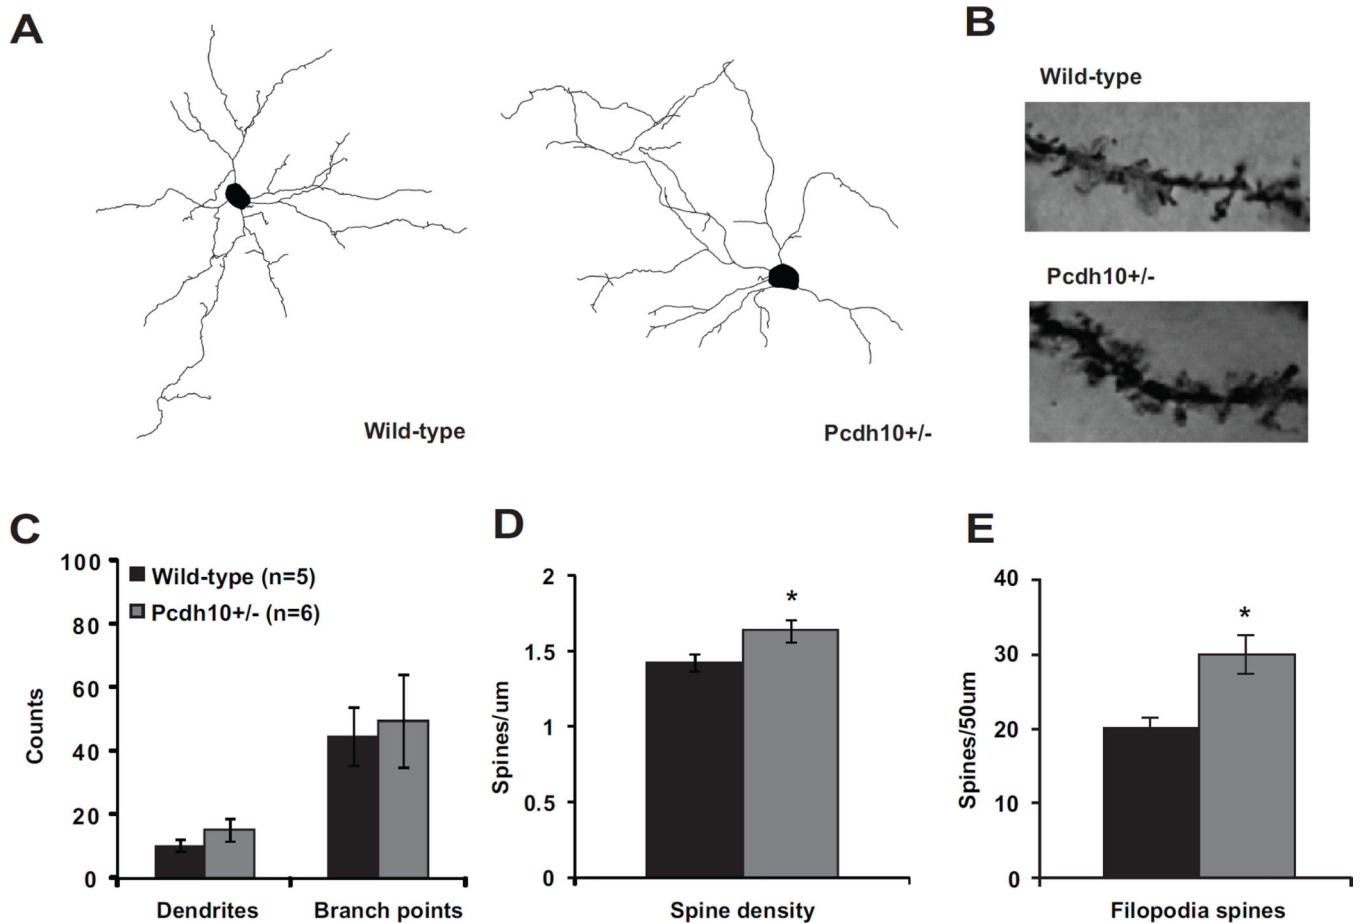 A
B
Wild-type
Pcdh10+/-
Wild-type
Pcdh10+/-
C
100
80
60
40
20
0
Counts
Wild-type (n=5)
Pcdh10+/- (n=6)
Dendrites
Branch points
D
2
1.5
1
0.5
0
Spines/um
*
Spine density
E
40
30
20
10
0
Spines/50um
*
Filopodia spines